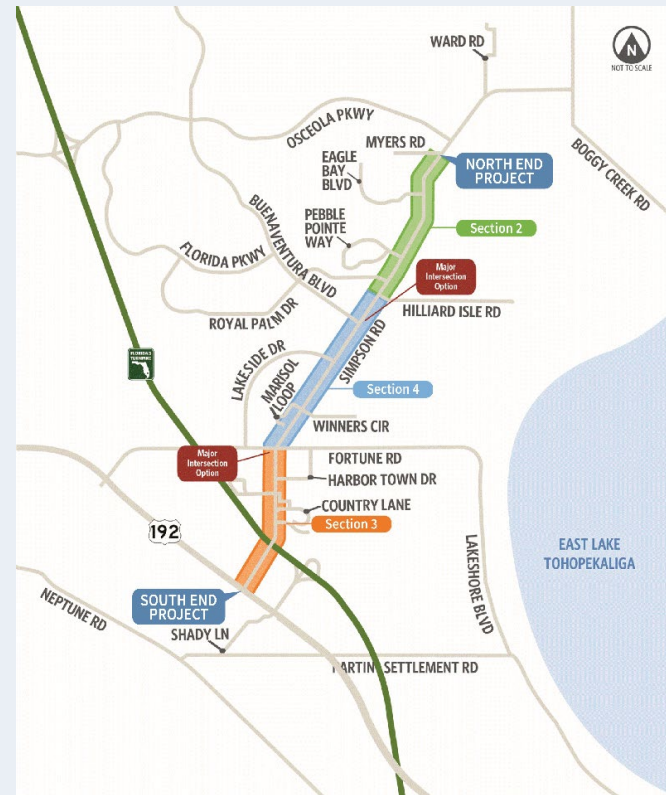 WARD RD
N
NOT TO SCALE
OSCEOLA PKWY
MYERS RD
BOGGY CREEK RD
EAGLE
BAY
BLVD
NORTH END
PROJECT
BUENAVENTURA BLVD
PEBBLE
POINTE
WAY
Section 2
FLORIDA PKWY
Major
Intersection
Option
ROYAL PALM DR
HILLIARD ISLE RD
SIMPSON RD
LAKESIDE DR
FLORIDA'S
TURNPIKE
MARISOL
LOOP
Section 4
WINNERS CIR
Major
Intersection
Option
FORTUNE RD
HARBOR TOWN DR
COUNTRY LANE
Section 3
192
LAKESHORE BLVD
EAST LAKE
TOHOPEKALIGA
NEPTUNE RD
SOUTH END
PROJECT
SHADY LN
PARTIN SETTLEMENT RD